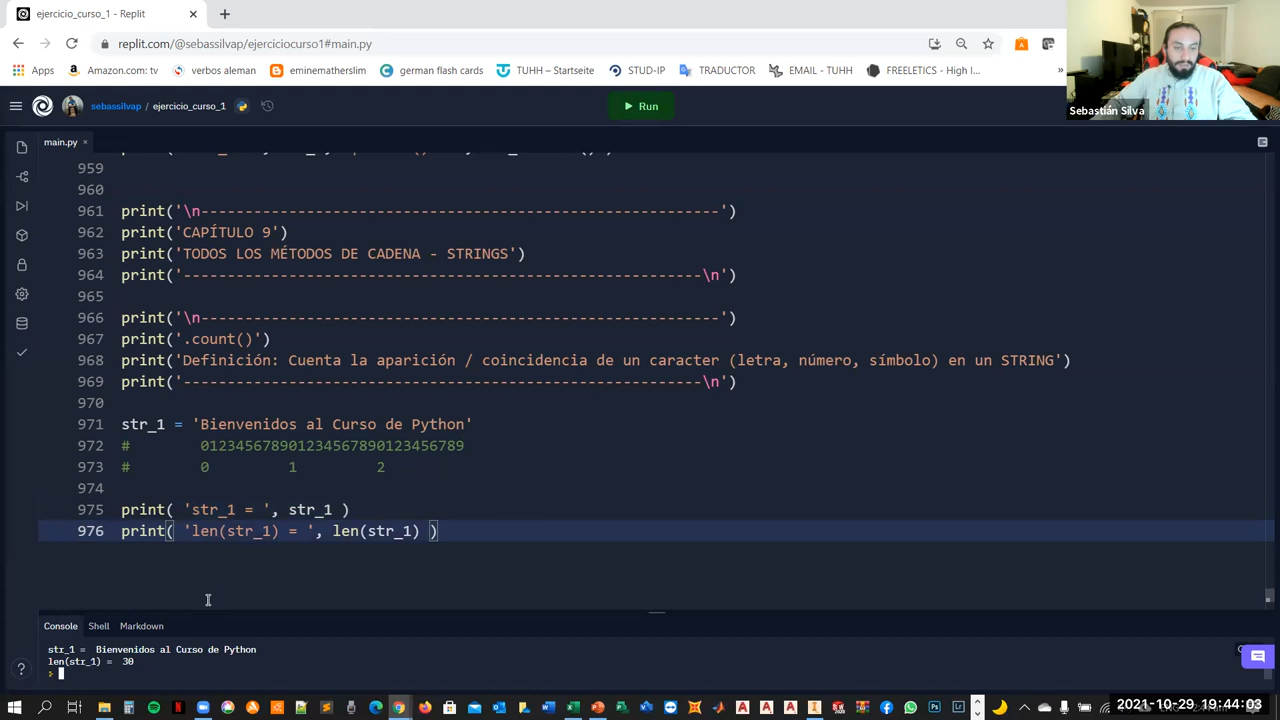 ejercicio_curso_1 - Replit
replit.com/@sebassilvap/ejerciciocurso1#main.py
Apps
Amazon.com: tv
verbos aleman
eminematherslim
german flash cards
TUHH – Startseite
STUD-IP
TRADUCTOR
EMAIL - TUHH
FREELETICS - High I...
»
Sebastián Silva
sebassilvap / ejercicio_curso_1
Run
main.py
959
960
961 print('\n-----------------------------------------------------------')
962 print('CAPÍTULO 9')
963 print('TODOS LOS MÉTODOS DE CADENA - STRINGS')
964 print('-----------------------------------------------------------\n')
965
966 print('\n-----------------------------------------------------------')
967 print('.count()')
968 print('Definición: Cuenta la aparición / coincidencia de un caracter (letra, número, símbolo) en un STRING')
969 print('-----------------------------------------------------------\n')
970
971 str_1 = 'Bienvenidos al Curso de Python'
972 #        012345678901234567890123456789
973 #        0         1         2
974
975 print( 'str_1 = ', str_1 )
976 print( 'len(str_1) = ', len(str_1) )
Console
Shell
Markdown
str_1 =  Bienvenidos al Curso de Python
len(str_1) =  30
2021-10-29 19:44:03